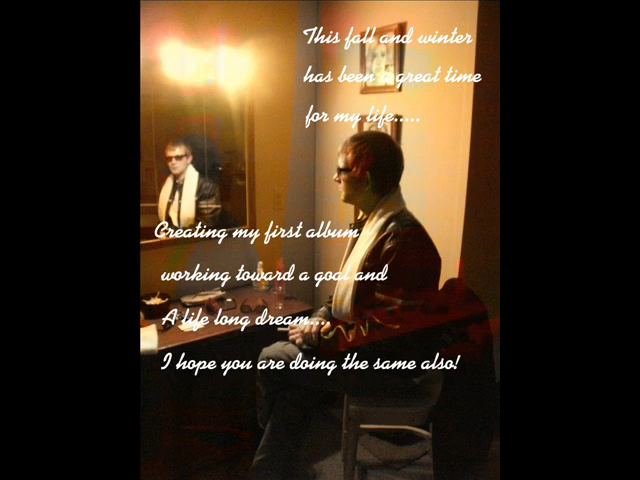 This fall and winter
has been a great time
for my life.....
Creating my first album
working toward a goal and
A life long dream....
I hope you are doing the same also!